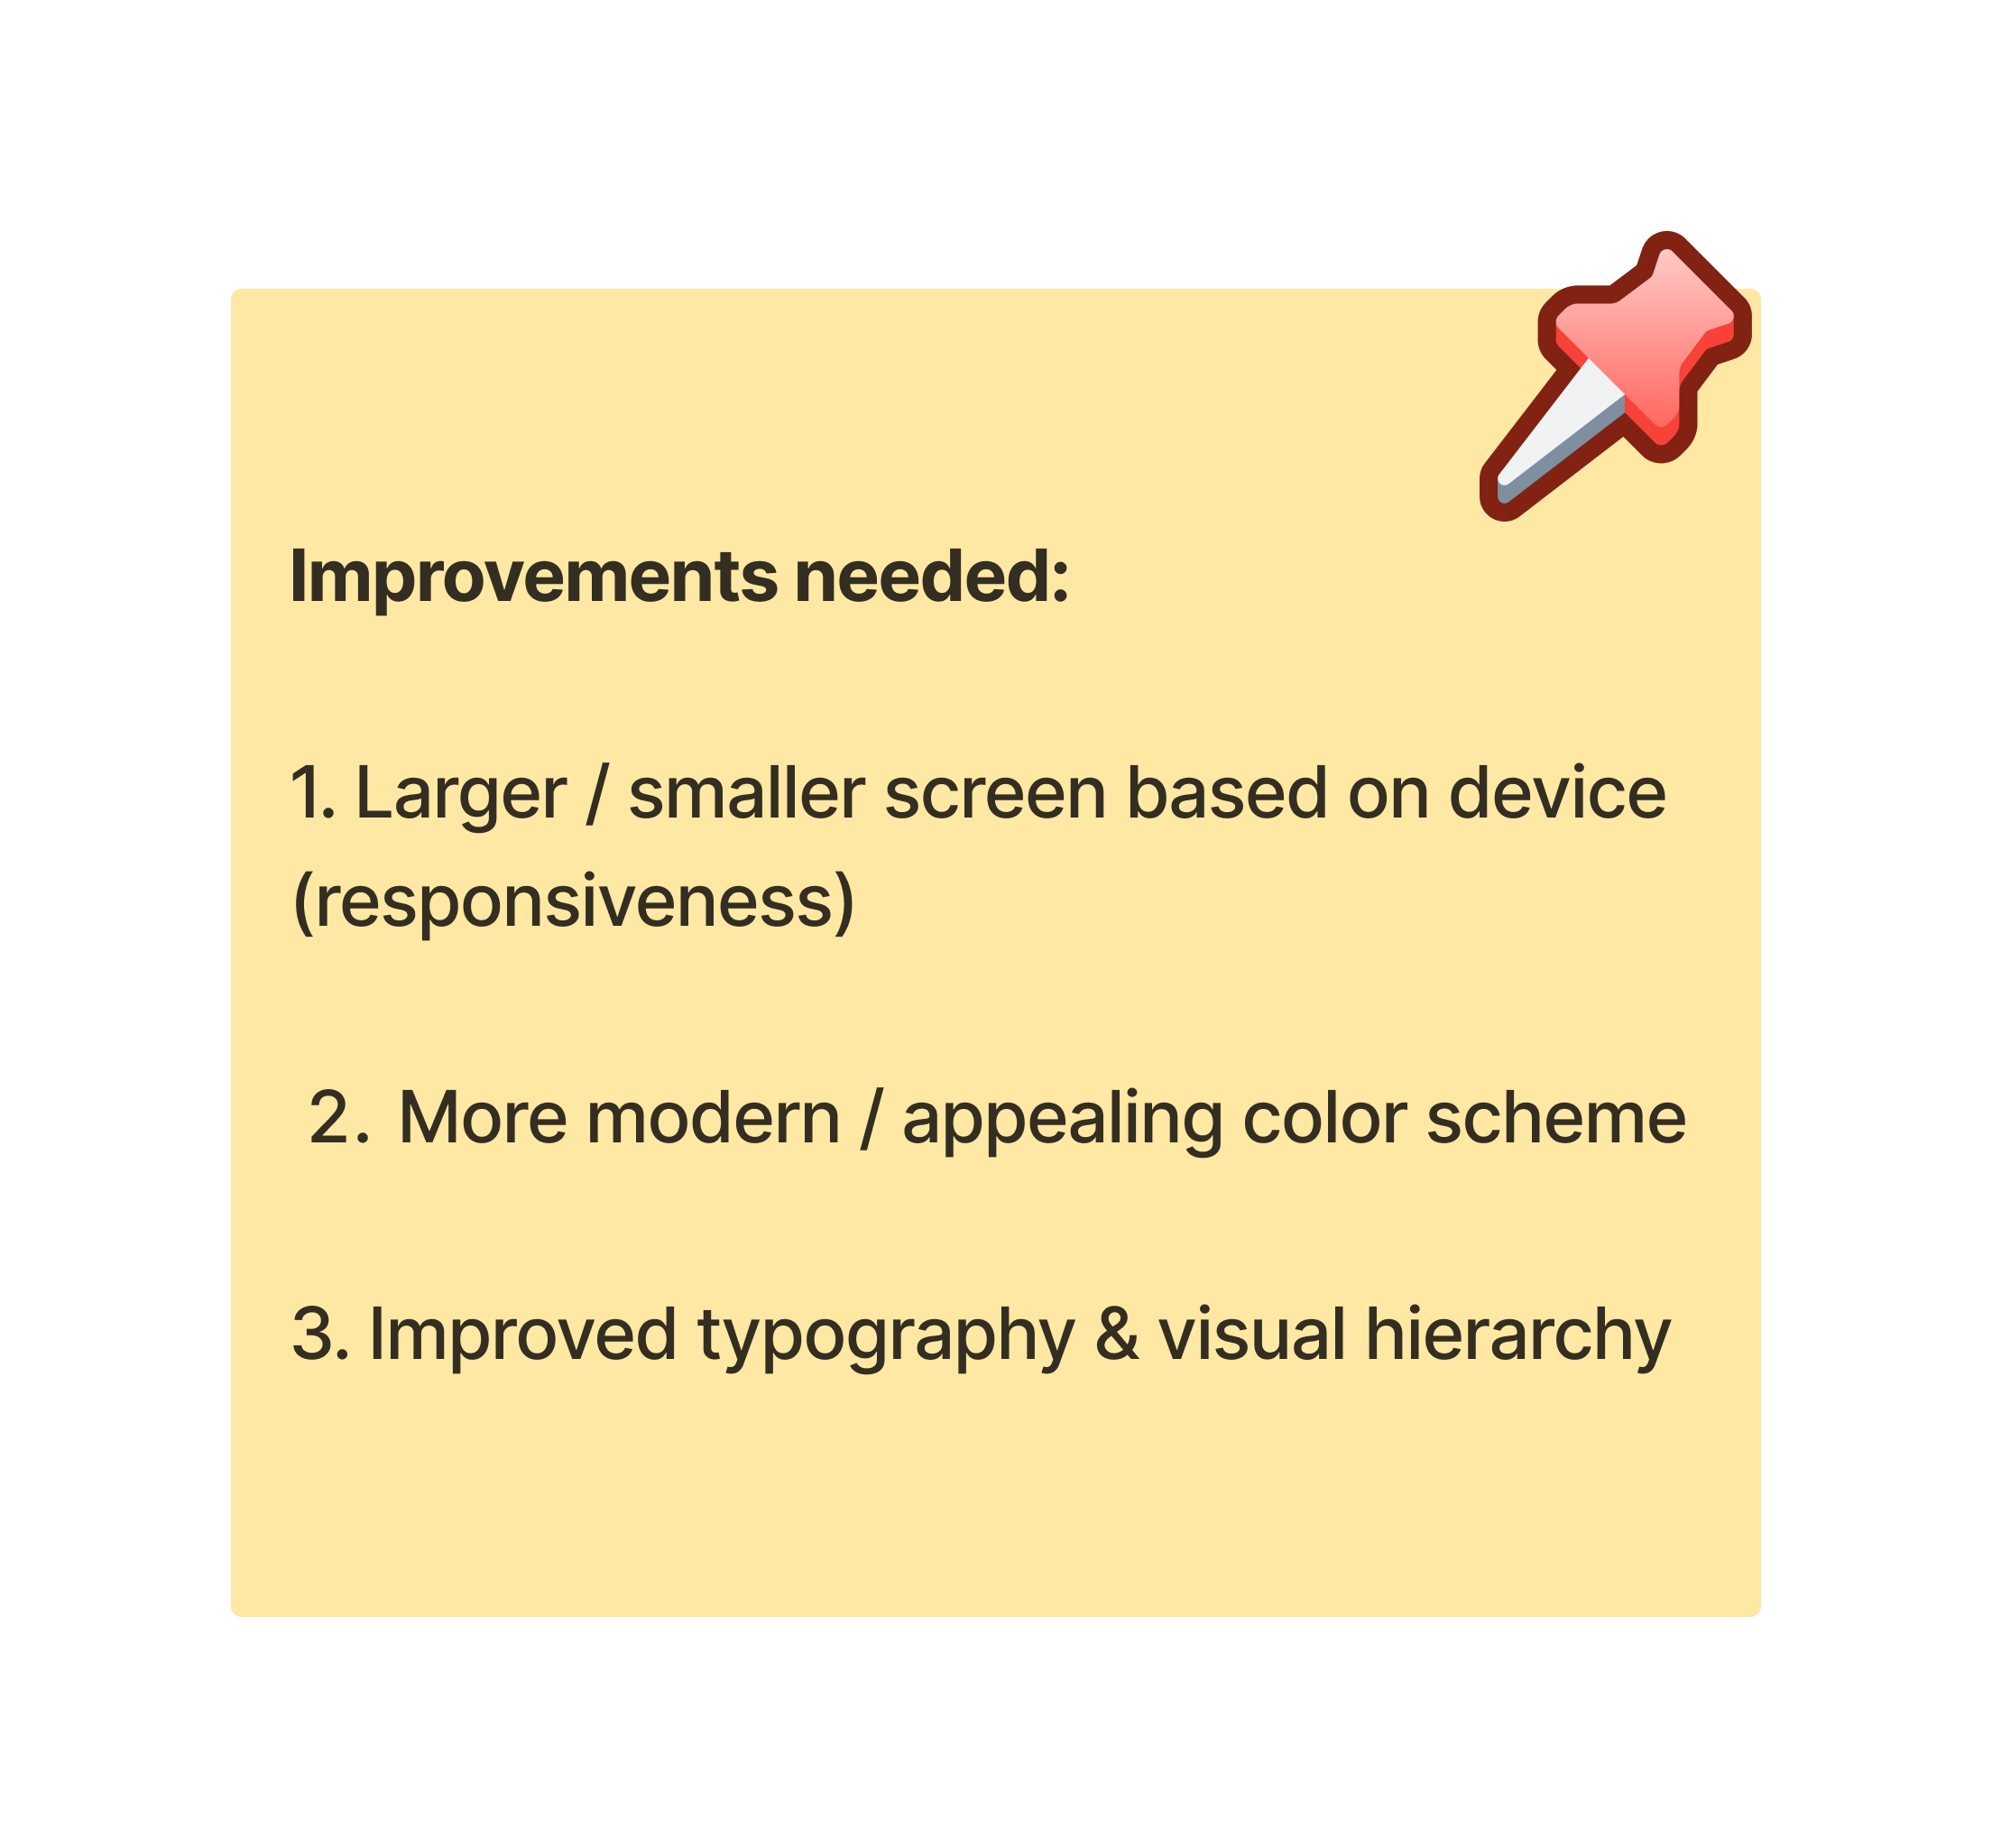 Improvements needed:
1. Larger / smaller screen based on device
(responsiveness)
2. More modern / appealing color scheme
3. Improved typography & visual hierarchy